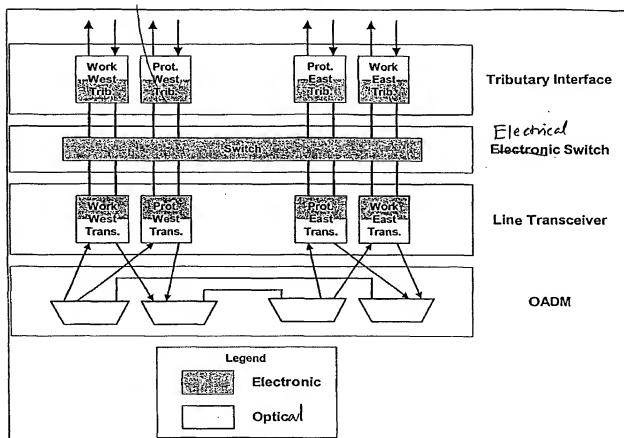 Work West Trib.
Prot. West Trib.
Prot. East Trib.
Work East Trib.
Tributary Interface
Electrical
Electronic Switch
Switch
Work West Trans.
Prot. West Trans.
Prot. East Trans.
Work East Trans.
Line Transceiver
OADM
Legend
Electronic
Optical